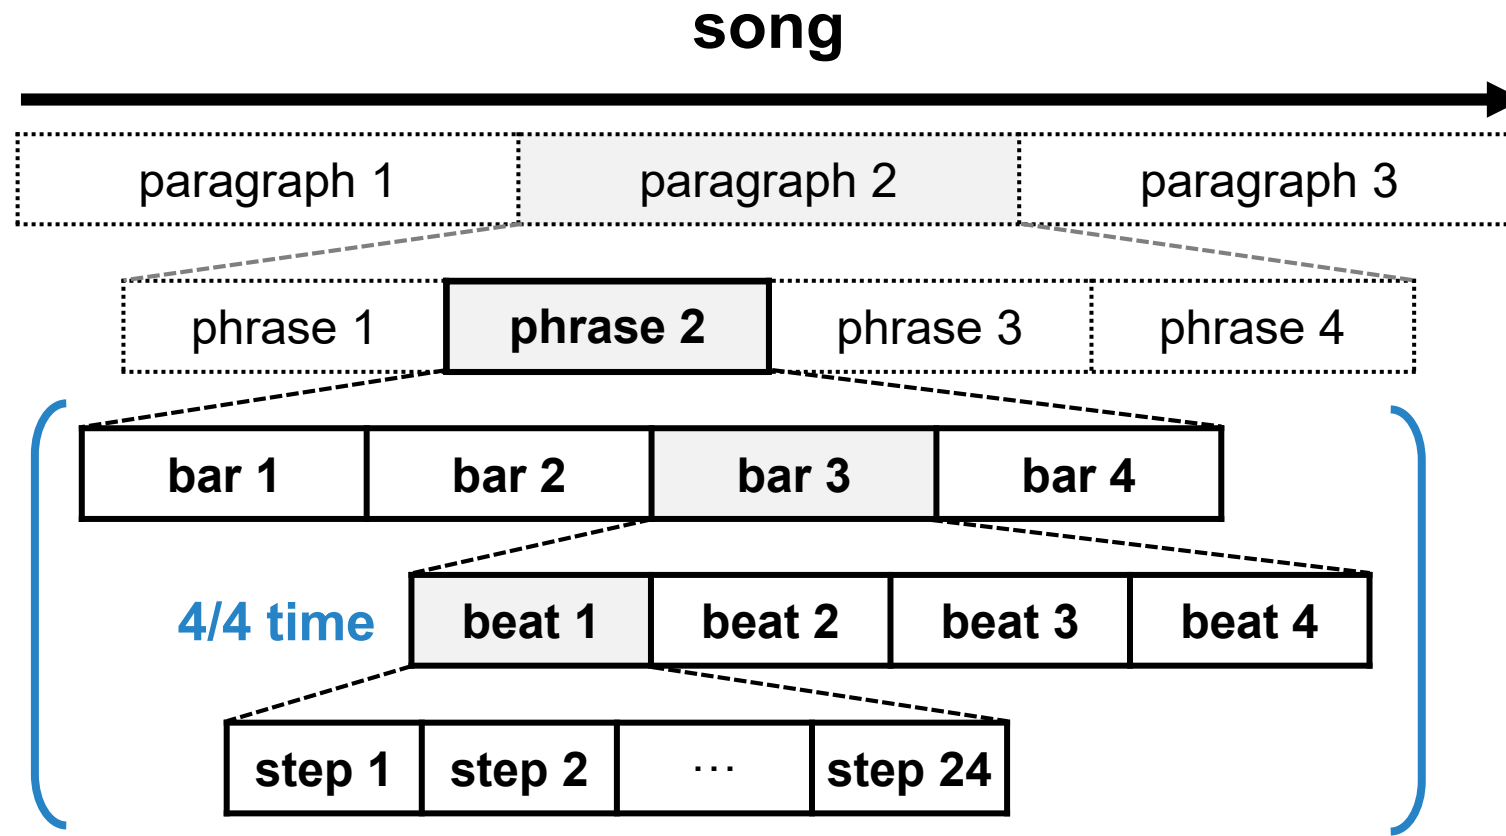 song
paragraph 1 paragraph 2 paragraph 3
phrase 1 phrase 2 phrase 3 phrase 4
bar 1 bar 2 bar 3 bar 4
4/4 time beat 1 beat 2 beat 3 beat 4
step 1 step 2 ... step 24